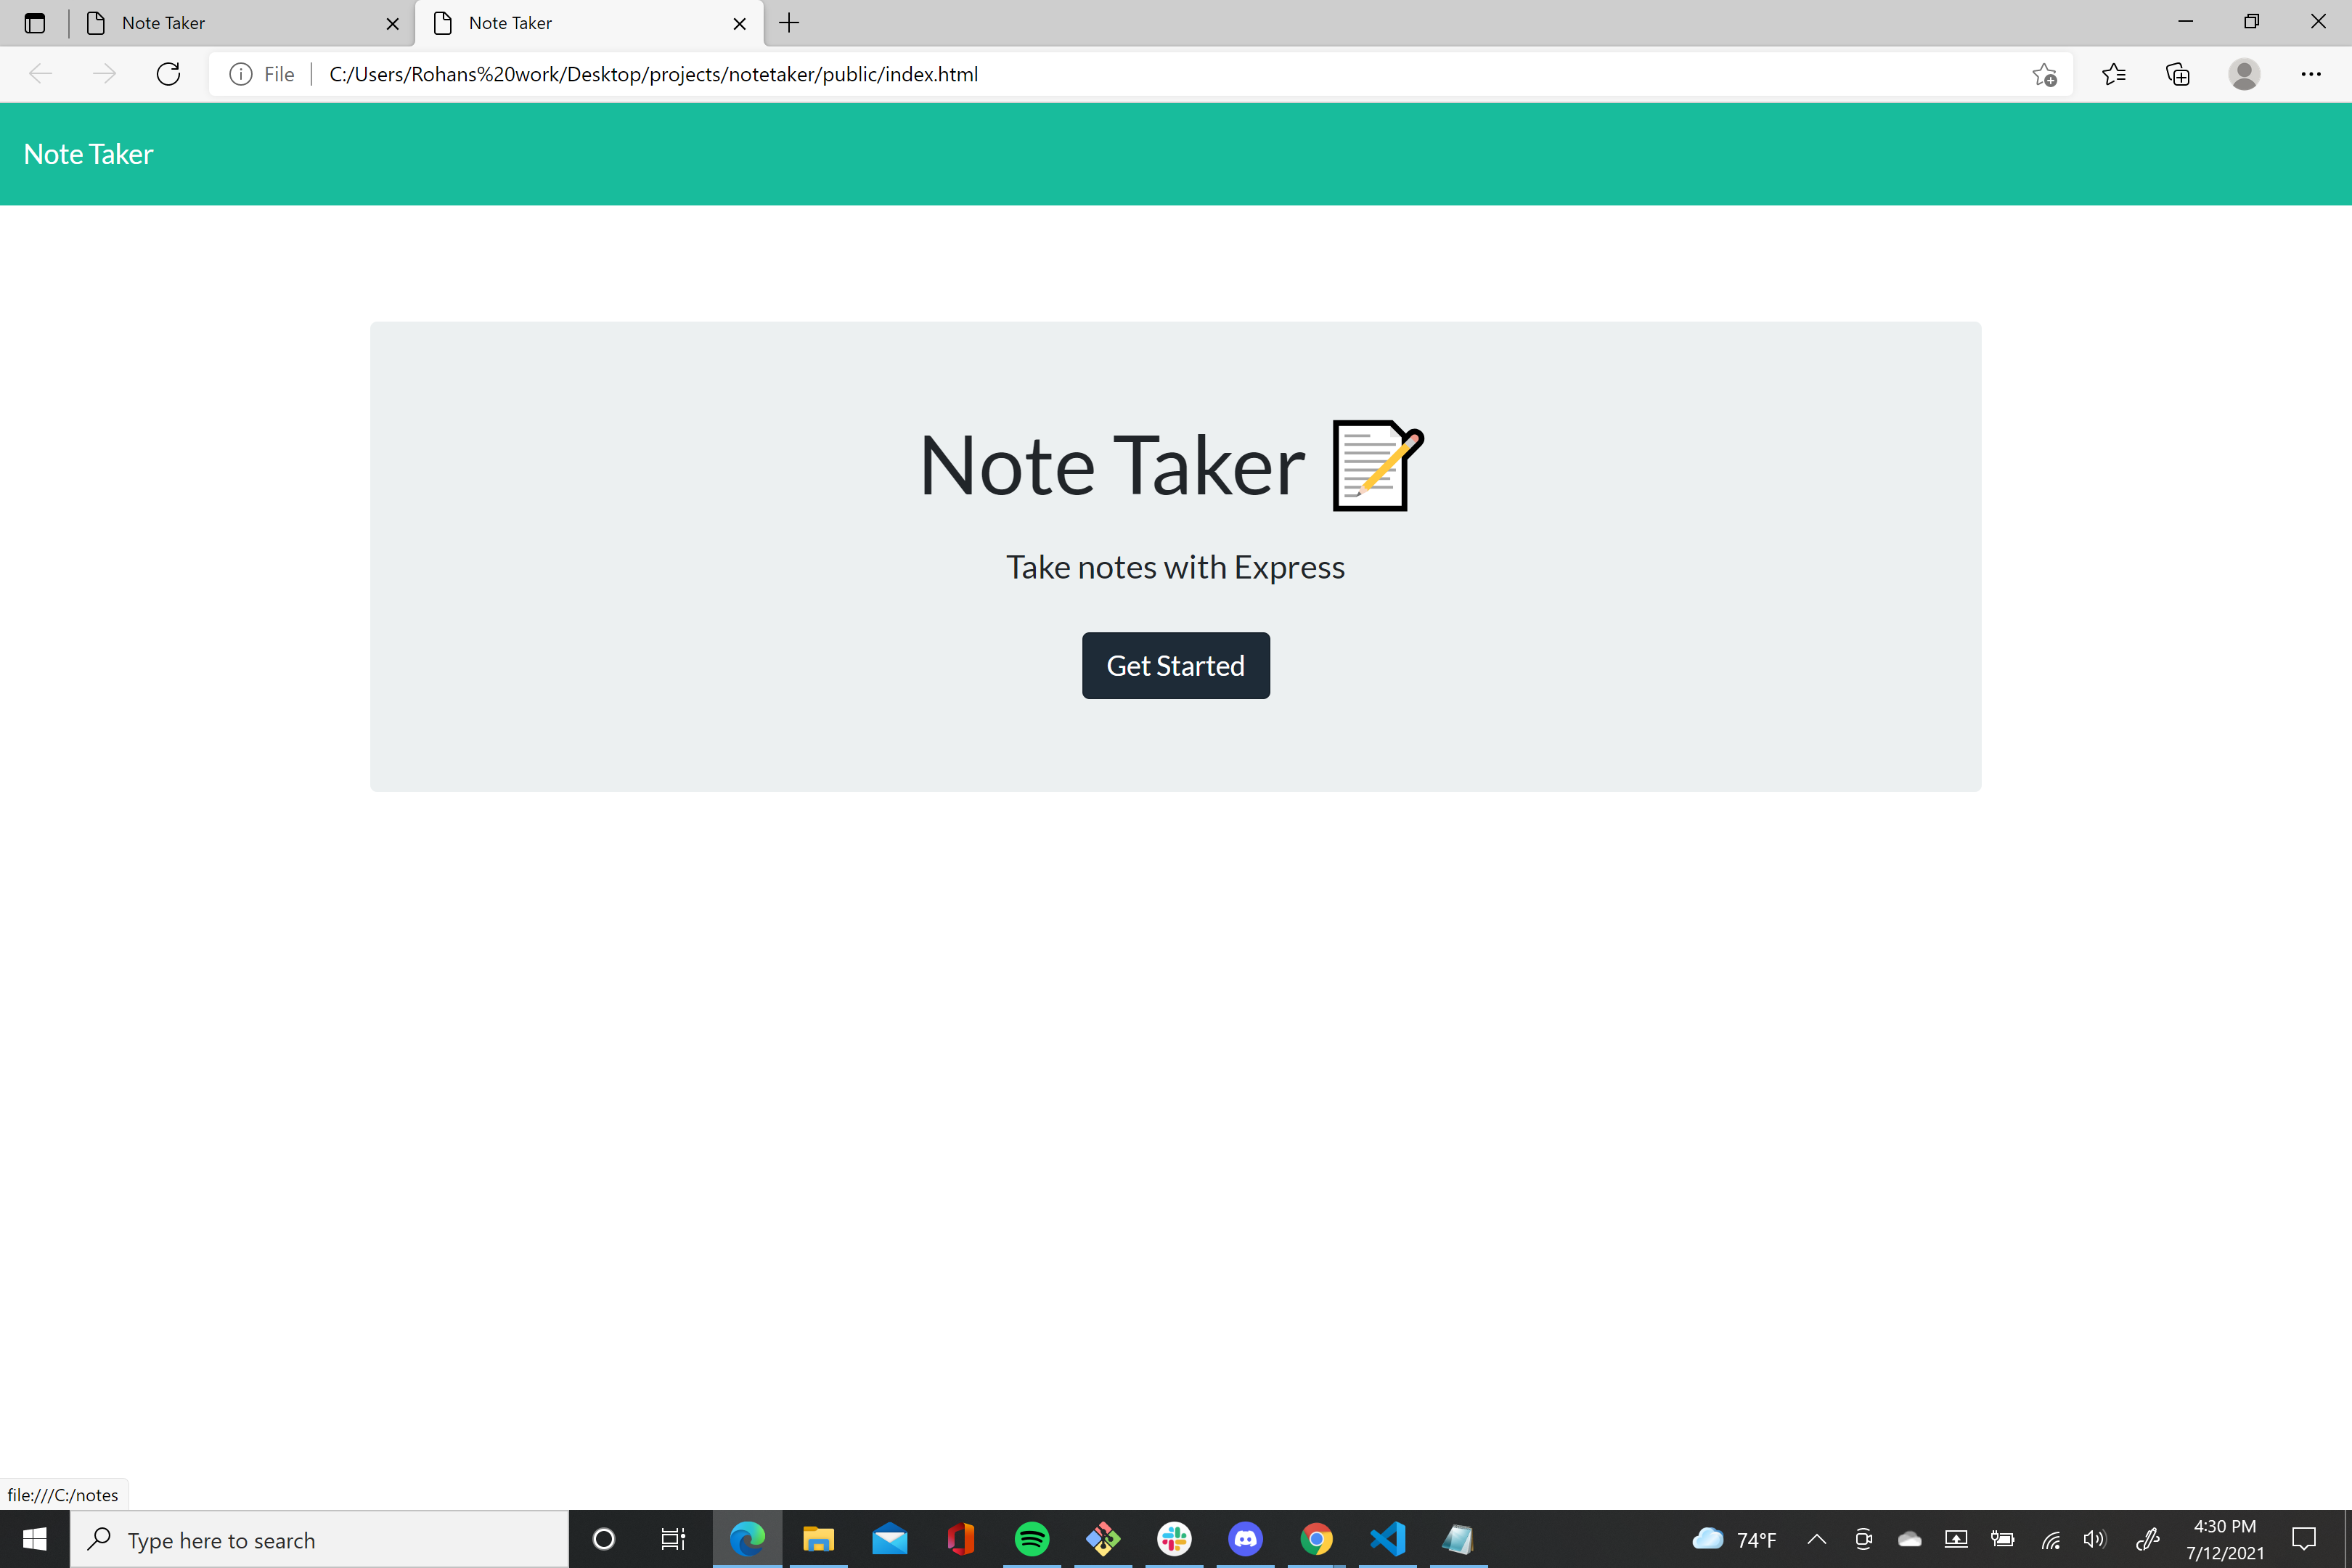 Note Taker
Note Taker
File
C:/Users/Rohans%20work/Desktop/projects/notetaker/public/index.html
Note Taker
Note Taker
Take notes with Express
Get Started
file:///C:/notes
Type here to search
74°F
4:30 PM
7/12/2021